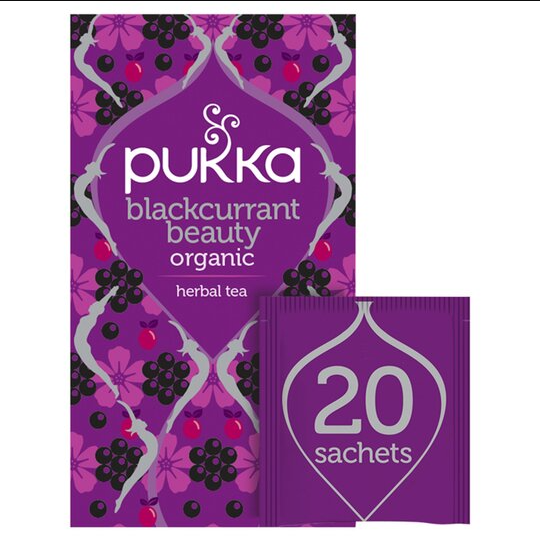 pukka
blackcurrant
beauty
organic
herbal tea
20
sachets